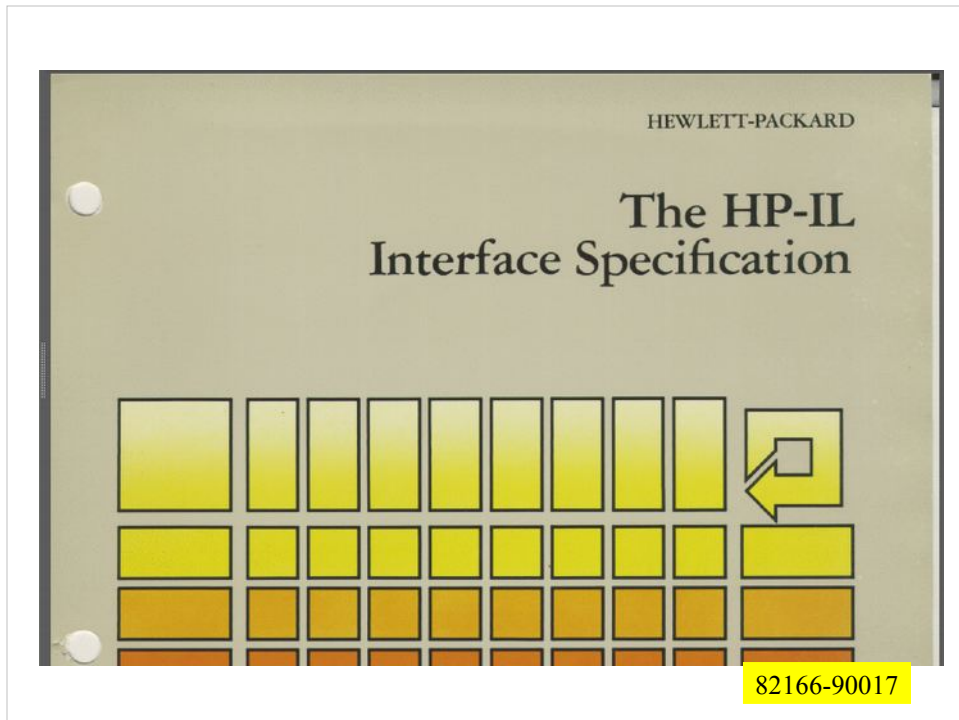 HEWLETT-PACKARD
The HP-IL
Interface Specification
82166-90017